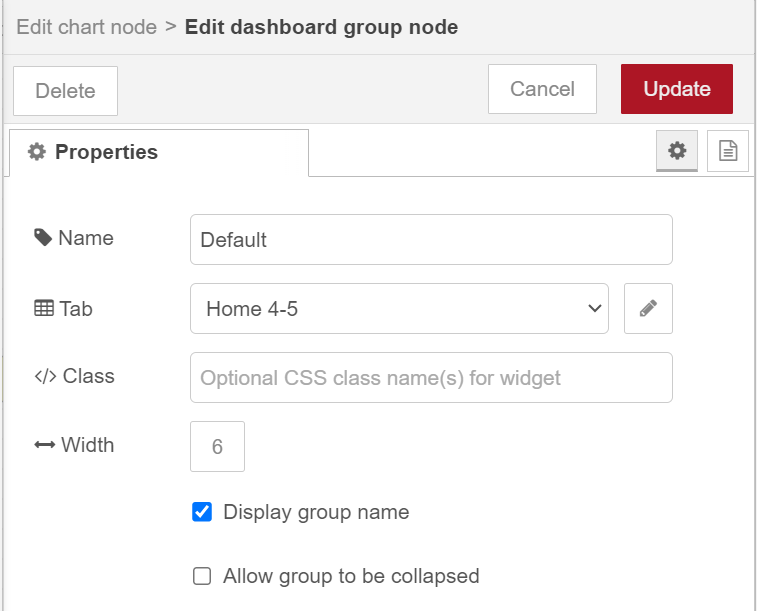 Edit chart node > Edit dashboard group node
Delete
Cancel
Update
Properties
Name
Default
Tab
Home 4-5
</> Class
Optional CSS class name(s) for widget
Width
6
Display group name
Allow group to be collapsed